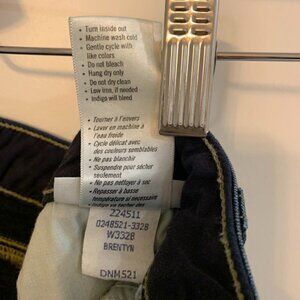 • Turn inside out
• Machine wash cold
• Gentle cycle with
like colors
• Do not bleach
• Hang dry only
• Do not dry clean
• Low iron, if needed
• Indigo will bleed
• Tourner à l'envers
• Laver en machine à
l'eau froide
• Cycle délicat avec
des couleurs semblables
• Ne pas blanchir
• Suspendre pour sécher
seulement
• Ne pas nettoyer à sec
• Repasser à basse
température si nécessaire
224511
0248521-3328
W3328
BRENTYN
DNM521